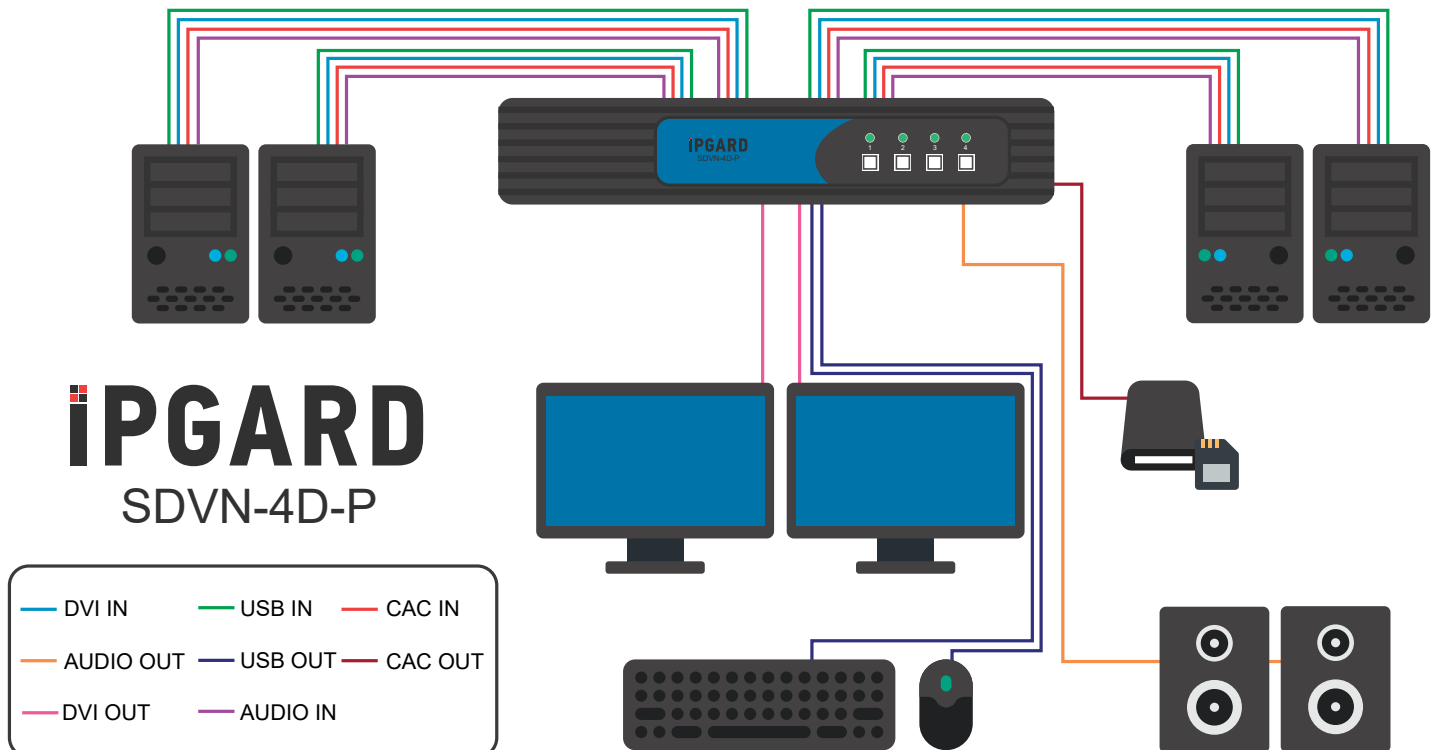 iPGARD
SDVN-4D-P
1 2 3 4
iPGARD
SDVN-4D-P
DVI IN USB IN CAC IN
AUDIO OUT USB OUT CAC OUT
DVI OUT AUDIO IN